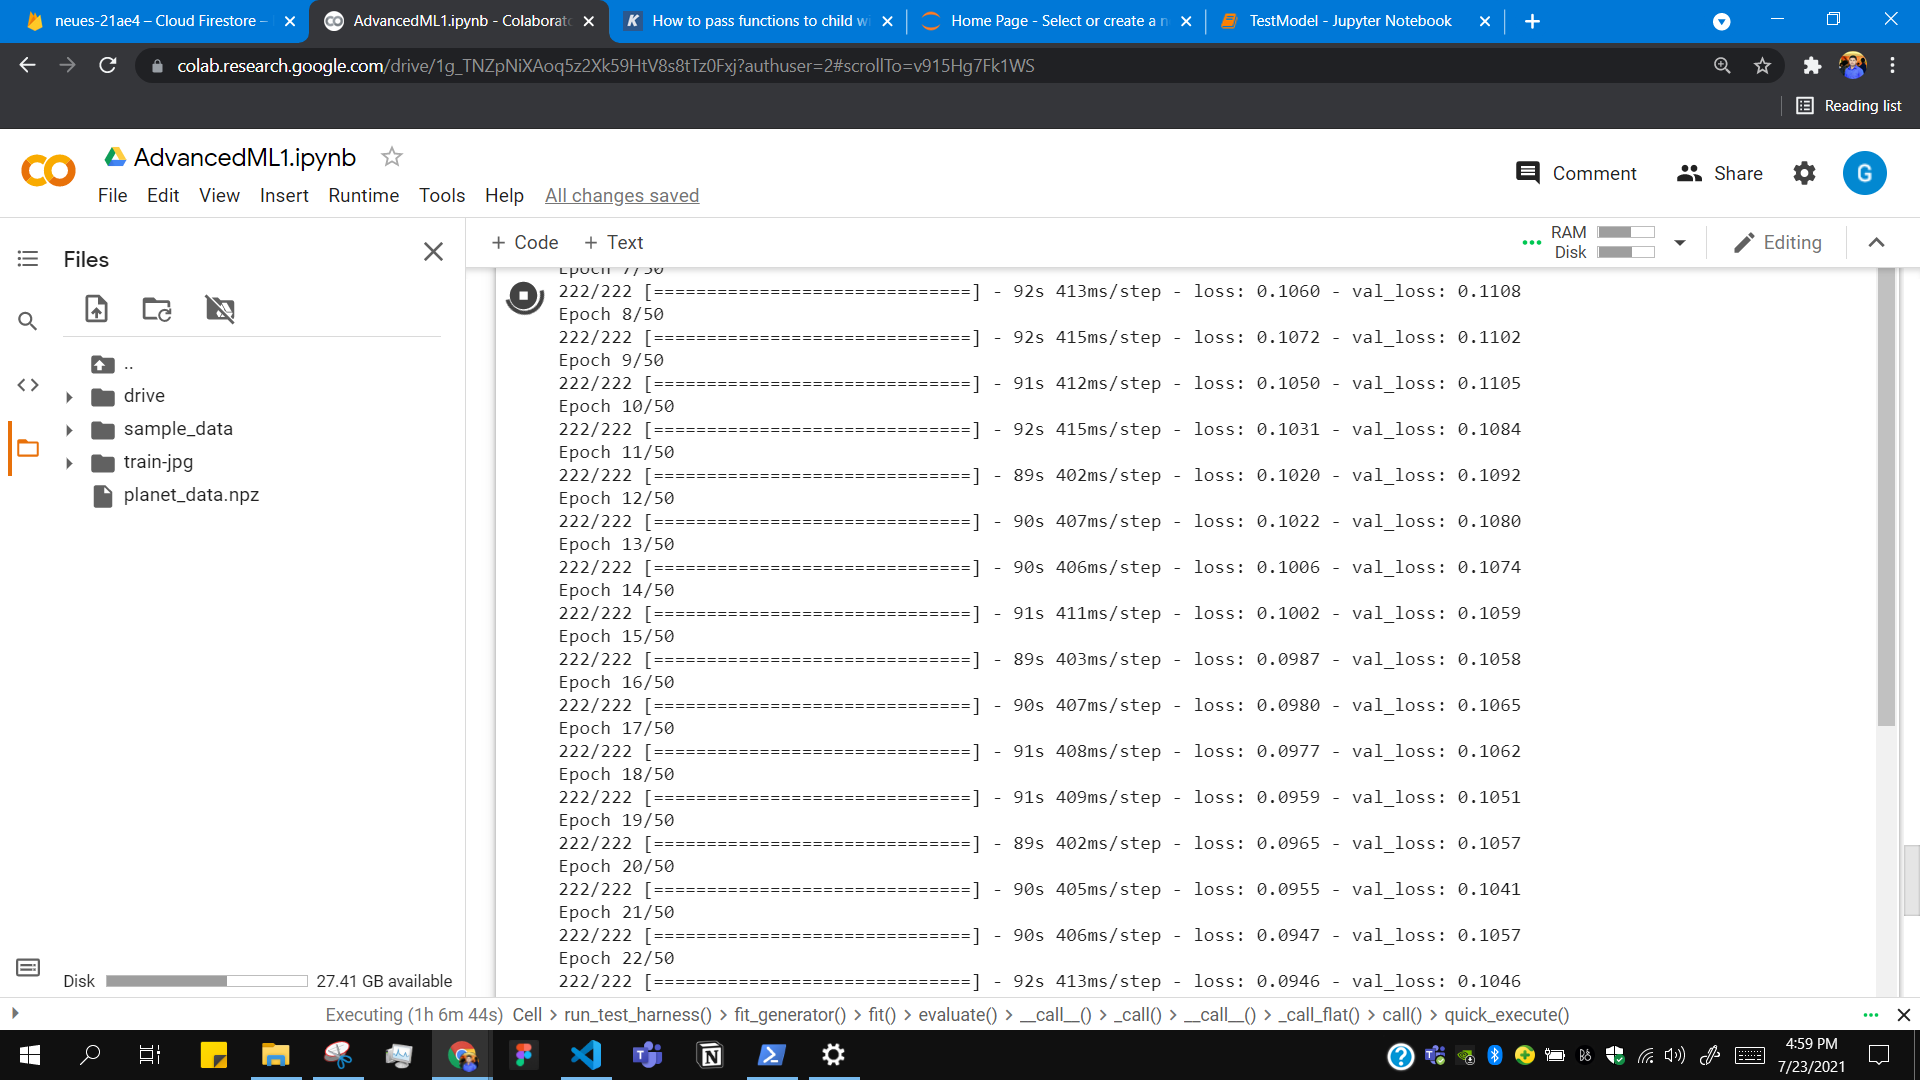 neues-21ae4 – Cloud Firestore –
AdvancedML1.ipynb - Colaborato
How to pass functions to child wi
Home Page - Select or create a n
TestModel - Jupyter Notebook
colab.research.google.com/drive/1g_TNZpNiXAoq5z2Xk59HtV8s8tTz0Fxj?authuser=2#scrollTo=v915Hg7Fk1WS
Reading list
AdvancedML1.ipynb
File Edit View Insert Runtime Tools Help All changes saved
Comment
Share
G
Files
+ Code + Text
RAM
Disk
Editing
..
drive
sample_data
train-jpg
planet_data.npz
Disk 27.41 GB available
Epoch 7/50
222/222 [==============================] - 92s 413ms/step - loss: 0.1060 - val_loss: 0.1108
Epoch 8/50
222/222 [==============================] - 92s 415ms/step - loss: 0.1072 - val_loss: 0.1102
Epoch 9/50
222/222 [==============================] - 91s 412ms/step - loss: 0.1050 - val_loss: 0.1105
Epoch 10/50
222/222 [==============================] - 92s 415ms/step - loss: 0.1031 - val_loss: 0.1084
Epoch 11/50
222/222 [==============================] - 89s 402ms/step - loss: 0.1020 - val_loss: 0.1092
Epoch 12/50
222/222 [==============================] - 90s 407ms/step - loss: 0.1022 - val_loss: 0.1080
Epoch 13/50
222/222 [==============================] - 90s 406ms/step - loss: 0.1006 - val_loss: 0.1074
Epoch 14/50
222/222 [==============================] - 91s 411ms/step - loss: 0.1002 - val_loss: 0.1059
Epoch 15/50
222/222 [==============================] - 89s 403ms/step - loss: 0.0987 - val_loss: 0.1058
Epoch 16/50
222/222 [==============================] - 90s 407ms/step - loss: 0.0980 - val_loss: 0.1065
Epoch 17/50
222/222 [==============================] - 91s 408ms/step - loss: 0.0977 - val_loss: 0.1062
Epoch 18/50
222/222 [==============================] - 91s 409ms/step - loss: 0.0959 - val_loss: 0.1051
Epoch 19/50
222/222 [==============================] - 89s 402ms/step - loss: 0.0965 - val_loss: 0.1057
Epoch 20/50
222/222 [==============================] - 90s 405ms/step - loss: 0.0955 - val_loss: 0.1041
Epoch 21/50
222/222 [==============================] - 90s 406ms/step - loss: 0.0947 - val_loss: 0.1057
Epoch 22/50
222/222 [==============================] - 92s 413ms/step - loss: 0.0946 - val_loss: 0.1046
Executing (1h 6m 44s) Cell > run_test_harness() > fit_generator() > fit() > evaluate() > __call__() > _call() > __call__() > _call_flat() > call() > quick_execute()
4:59 PM
7/23/2021